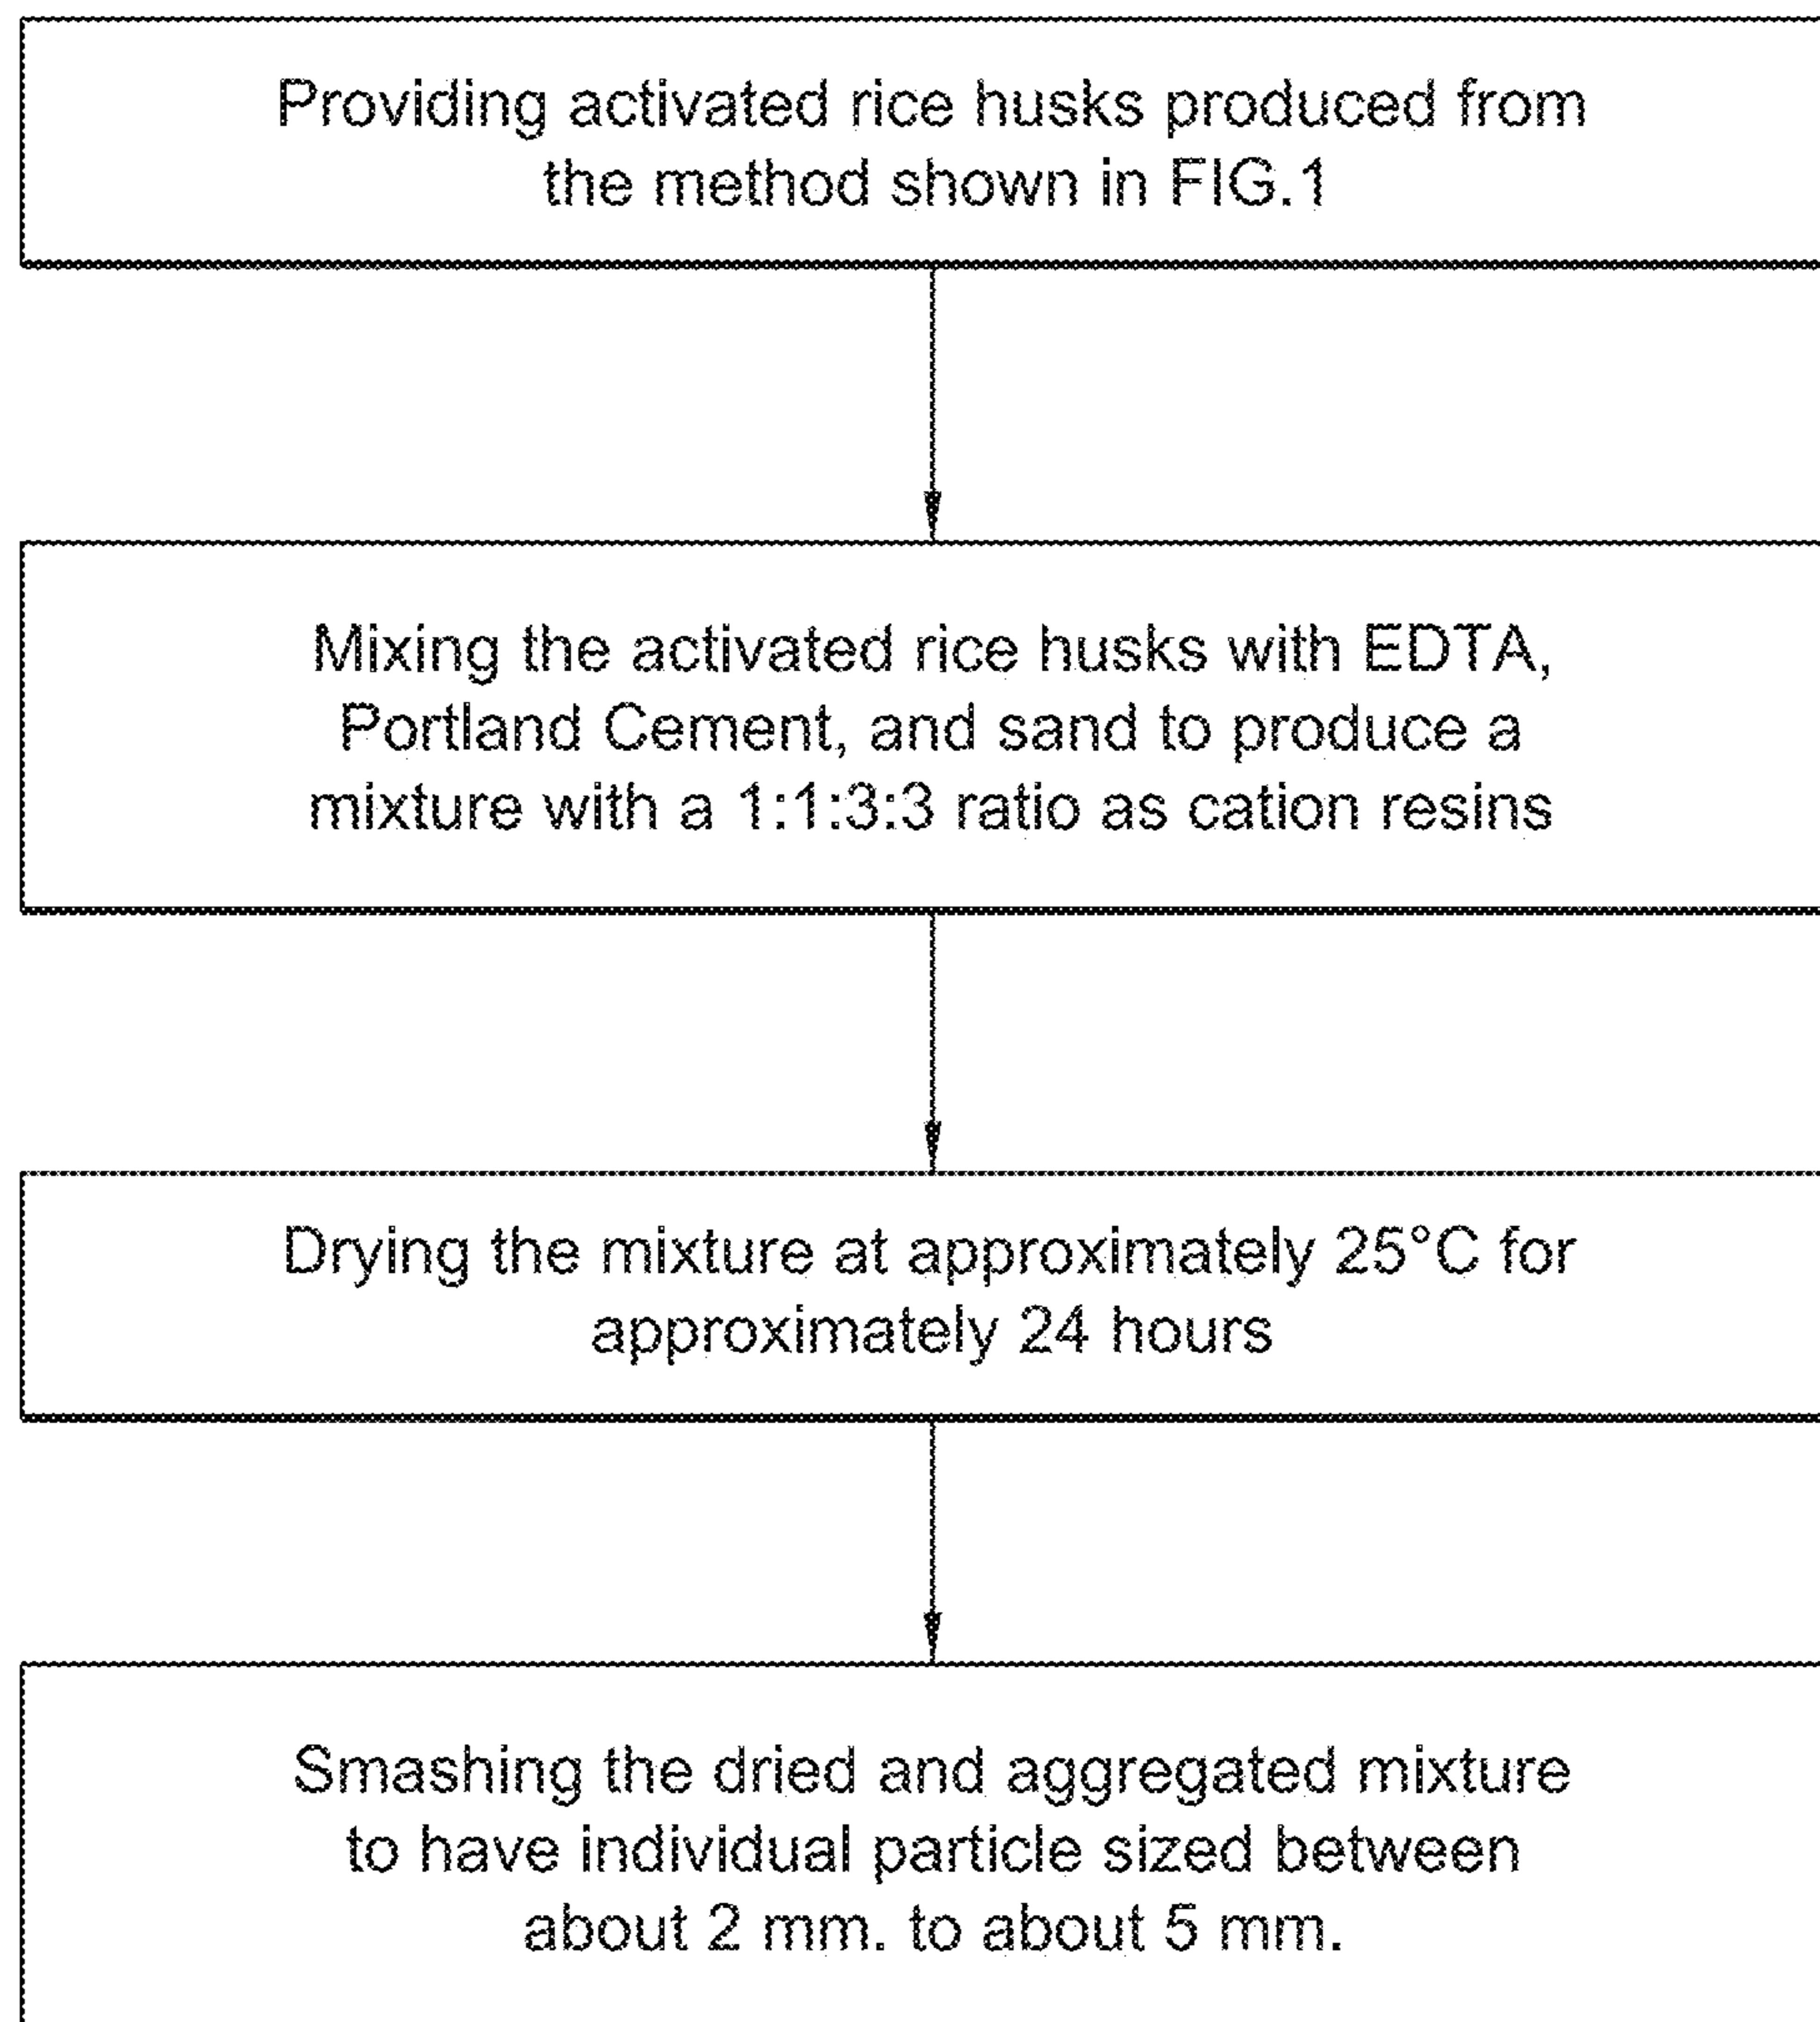 Providing activated rice husks produced from
the method shown in FIG.1
Mixing the activated rice husks with EDTA,
Portland Cement, and sand to produce a
mixture with a 1:1:3:3 ratio as cation resins
Drying the mixture at approximately 25°C for
approximately 24 hours
Smashing the dried and aggregated mixture
to have individual particle sized between
about 2 mm. to about 5 mm.